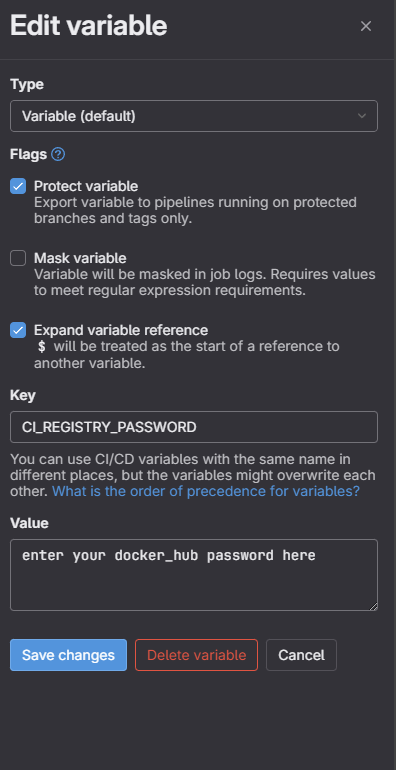 Edit variable
Type
Variable (default)
Flags
Protect variable
Export variable to pipelines running on protected
branches and tags only.
Mask variable
Variable will be masked in job logs. Requires values
to meet regular expression requirements.
Expand variable reference
$ will be treated as the start of a reference to
another variable.
Key
CI_REGISTRY_PASSWORD
You can use CI/CD variables with the same name in
different places, but the variables might overwrite each
other. What is the order of precedence for variables?
Value
enter your docker_hub password here
Save changes Delete variable Cancel